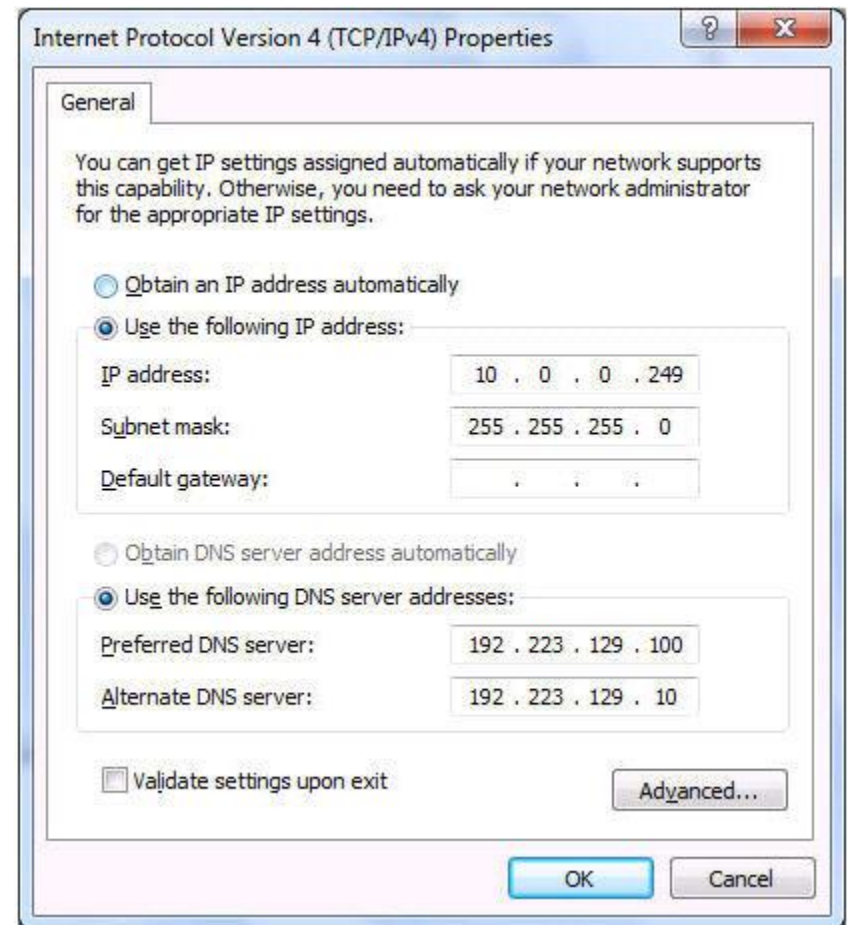 Internet Protocol Version 4 (TCP/IPv4) Properties
?
X
General
You can get IP settings assigned automatically if your network supports
this capability. Otherwise, you need to ask your network administrator
for the appropriate IP settings.
Obtain an IP address automatically
Use the following IP address:
IP address: 10 . 0 . 0 . 249
Subnet mask: 255 . 255 . 255 . 0
Default gateway: . . .
Obtain DNS server address automatically
Use the following DNS server addresses:
Preferred DNS server: 192 . 223 . 129 . 100
Alternate DNS server: 192 . 223 . 129 . 10
Validate settings upon exit
Advanced...
OK Cancel